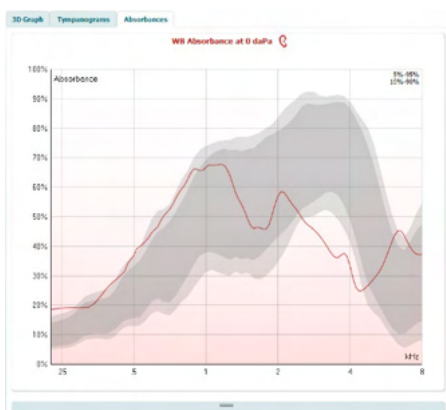 3D Graph Tympanograms Absorbances
WB Absorbance at 0 daPa
100% Absorbance 5%-95%
10%-90%
90%
80%
70%
60%
50%
40%
30%
20%
10%
0% kHz
.25 .5 1 2 4 8